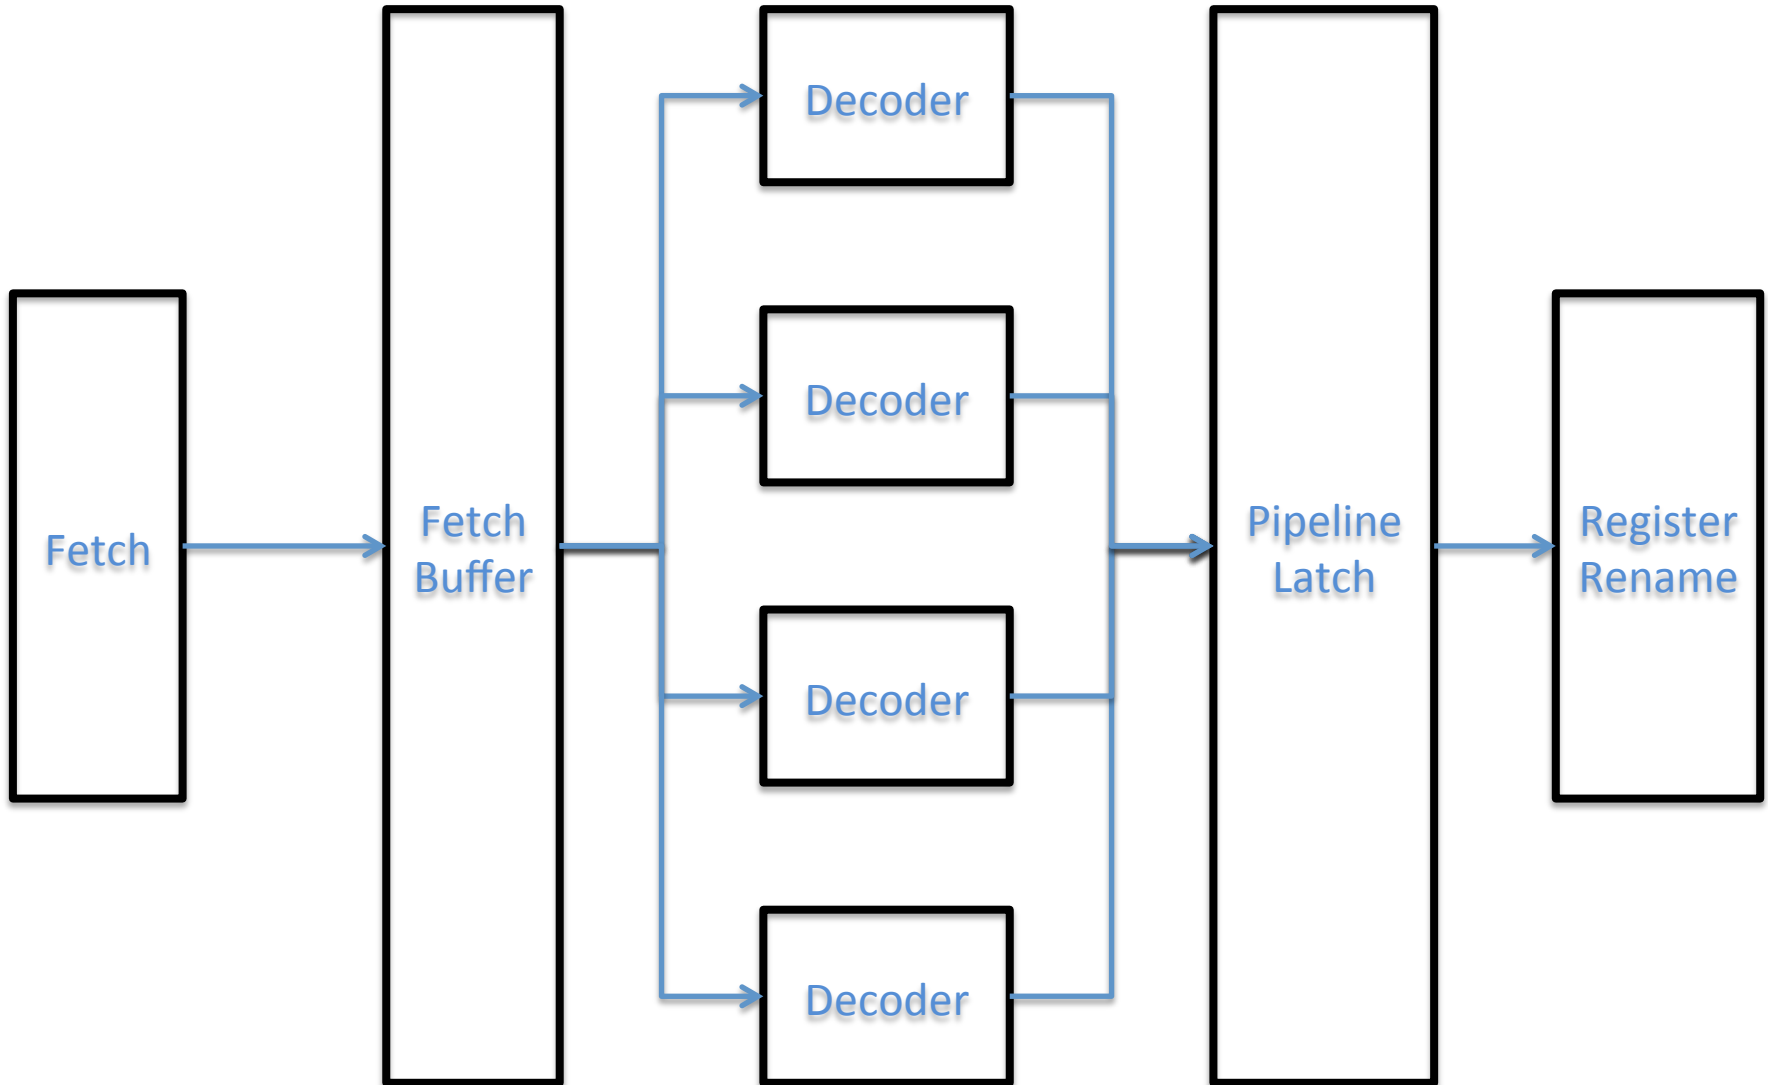 Fetch
Fetch
Buffer
Decoder
Decoder
Decoder
Decoder
Pipeline
Latch
Register
Rename